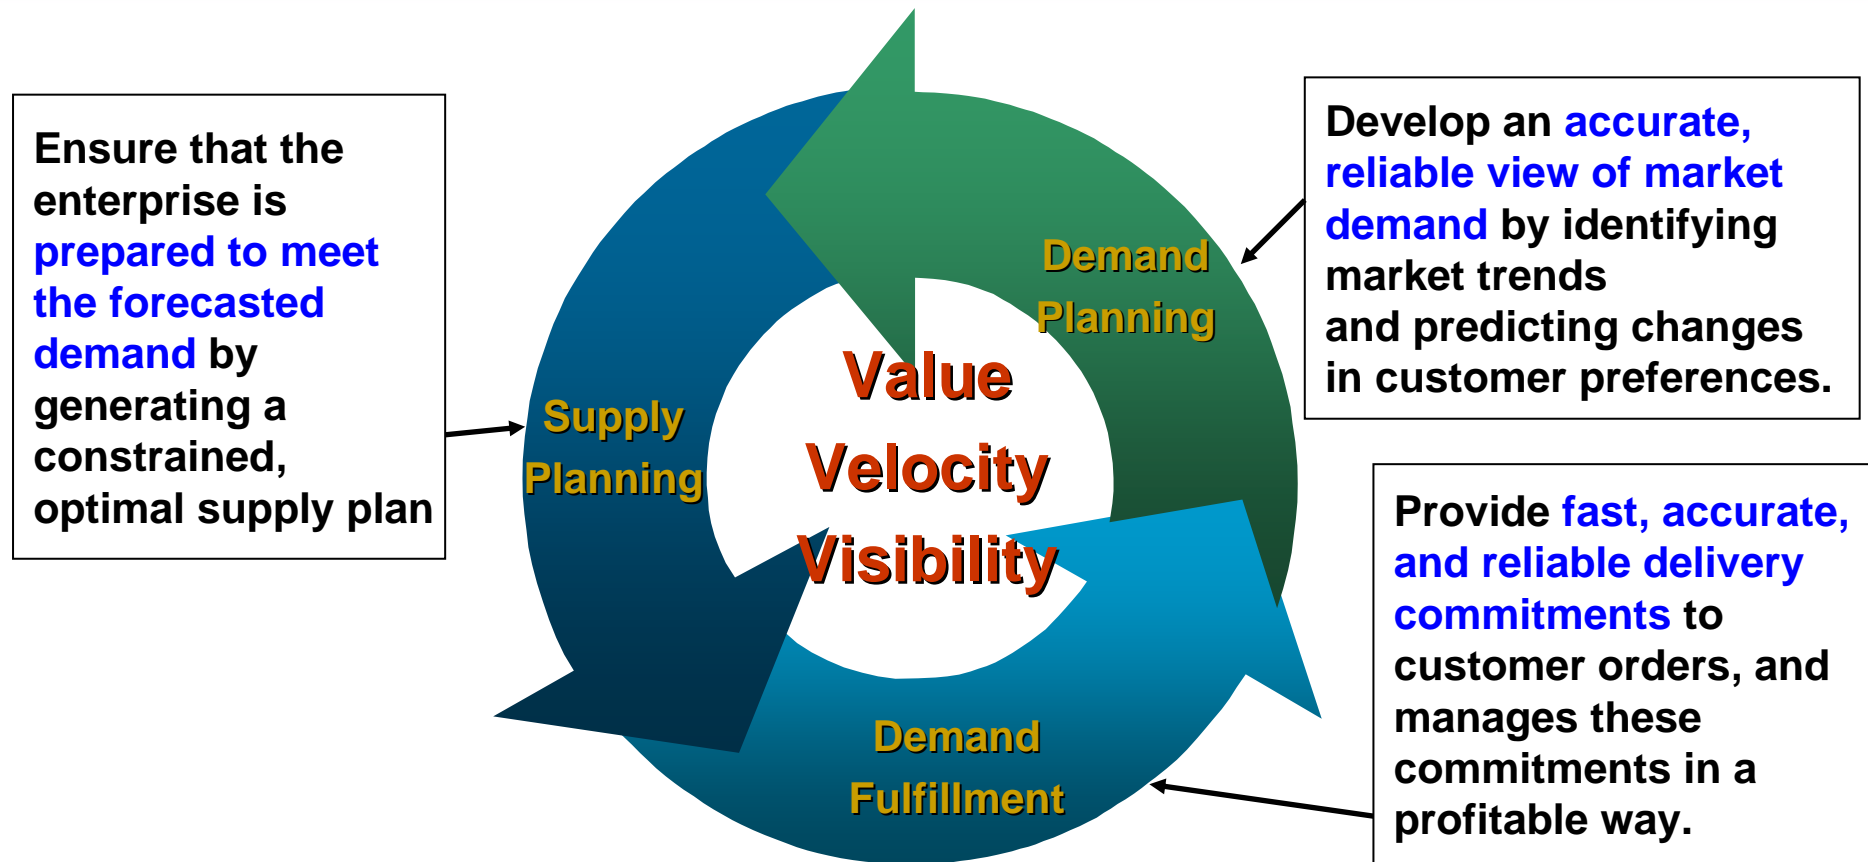 Ensure that the
enterprise is
prepared to meet
the forecasted
demand by
generating a
constrained,
optimal supply plan
Develop an accurate,
reliable view of market
demand by identifying
market trends
and predicting changes
in customer preferences.
Demand
Planning
Supply
Planning
Value
Velocity
Visibility
Demand
Fulfillment
Provide fast, accurate,
and reliable delivery
commitments to
customer orders, and
manages these
commitments in a
profitable way.